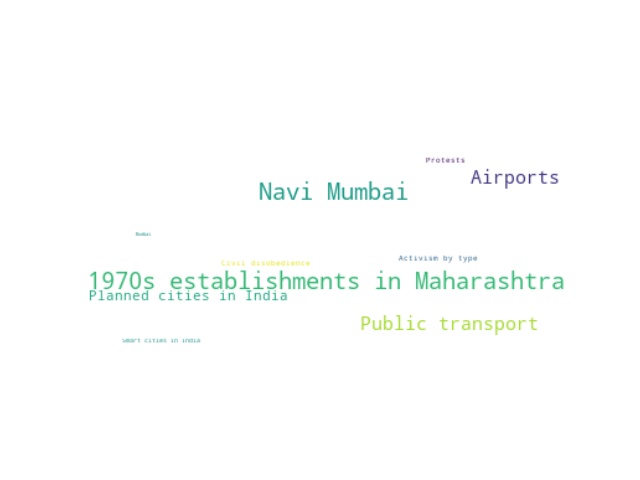 Protests
Airports
Navi Mumbai
Mumbai
Activism by type
Civil disobedience
1970s establishments in Maharashtra
Planned cities in India
Public transport
Smart cities in India